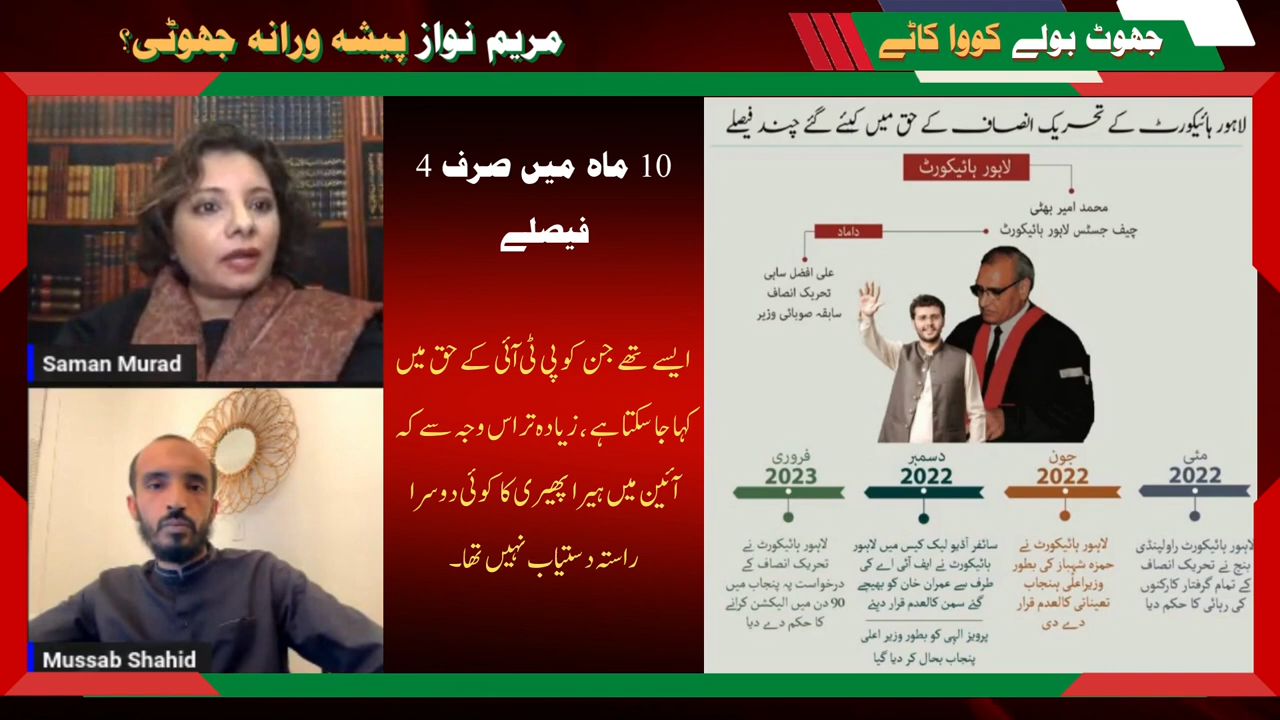 جھوٹ بولے کووا کاٹے
مریم نواز پیشہ ورانہ جھوٹی؟
لاہور ہائیکورٹ کے تحریک انصاف کے حق میں کیئے گئے چند فیصلے
لاہور ہائیکورٹ
محمد امیر بھٹی
چیف جسٹس لاہور ہائیکورٹ
داماد
علی افضل ساہی
تحریک انصاف
سابقہ صوبائی وزیر
مئی
2022
لاہور ہائیکورٹ راولپنڈی
بنچ نے تحریک انصاف
کے تمام گرفتار کارکنوں
کی رہائی کا حکم دیا
جون
2022
لاہور ہائیکورٹ نے
حمزہ شہباز کی بطور
وزیراعلٰی پنجاب
تعیناتی کالعدم قرار
دے دی
دسمبر
2022
سائفر آڈیو لیک کیس میں لاہور
ہائیکورٹ نے ایف آئی اے کی
طرف سے عمران خان کو بھیجے
گئے سمن کالعدم قرار دیئے
پرویز الہی کو بطور وزیر اعلی
پنجاب بحال کر دیا گیا
فروری
2023
لاہور ہائیکورٹ نے
تحریک انصاف کے
درخواست پہ پنجاب میں
90 دن میں الیکشن کرانے
کا حکم دے دیا
10 ماہ میں صرف 4
فیصلے
ایسے تھے جن کو پی ٹی آئی کے حق میں
کہا جا سکتا ہے، زیادہ تر اس وجہ سے کہ
آئین میں ہیرا پھیری کا کوئی دوسرا
راستہ دستیاب نہیں تھا۔
Saman Murad
Mussab Shahid